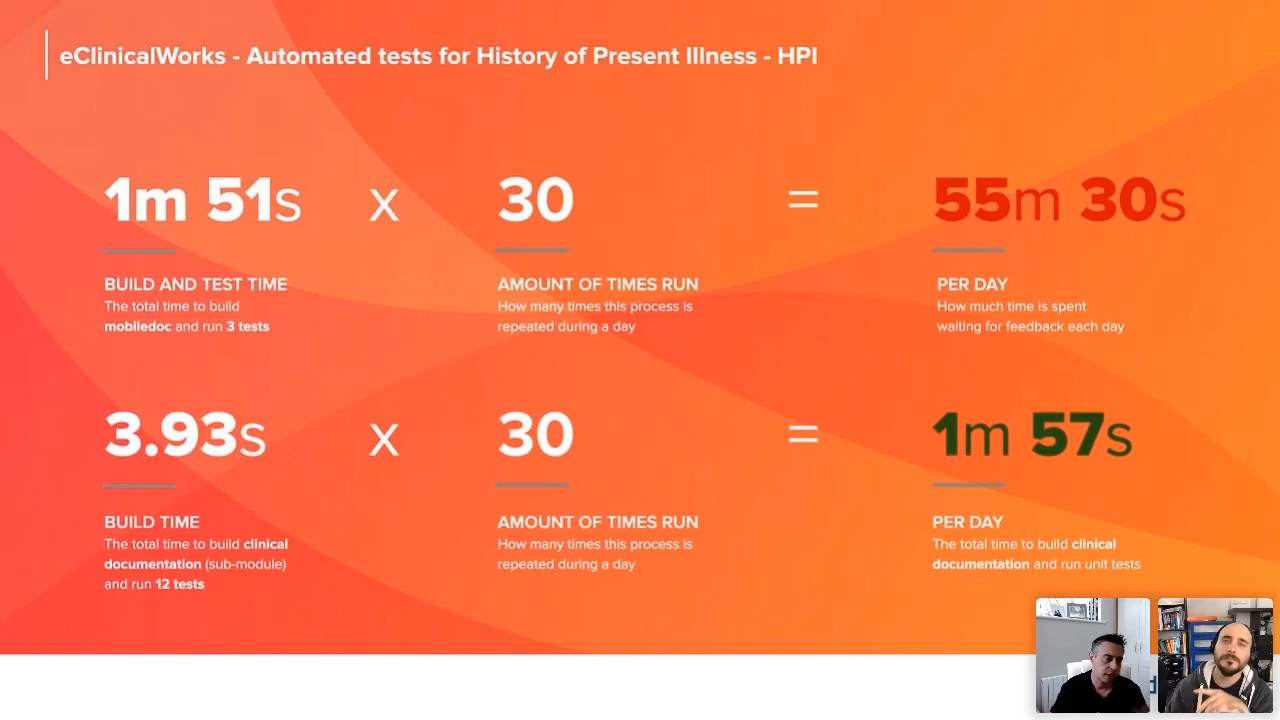 eClinicalWorks - Automated tests for History of Present Illness - HPI
1m 51s x 30 = 55m 30s
BUILD AND TEST TIME
The total time to build
mobiledoc and run 3 tests
AMOUNT OF TIMES RUN
How many times this process is
repeated during a day
PER DAY
How much time is spent
waiting for feedback each day
3.93s x 30 = 1m 57s
BUILD TIME
The total time to build clinical
documentation (sub-module)
and run 12 tests
AMOUNT OF TIMES RUN
How many times this process is
repeated during a day
PER DAY
The total time to build clinical
documentation and run unit tests